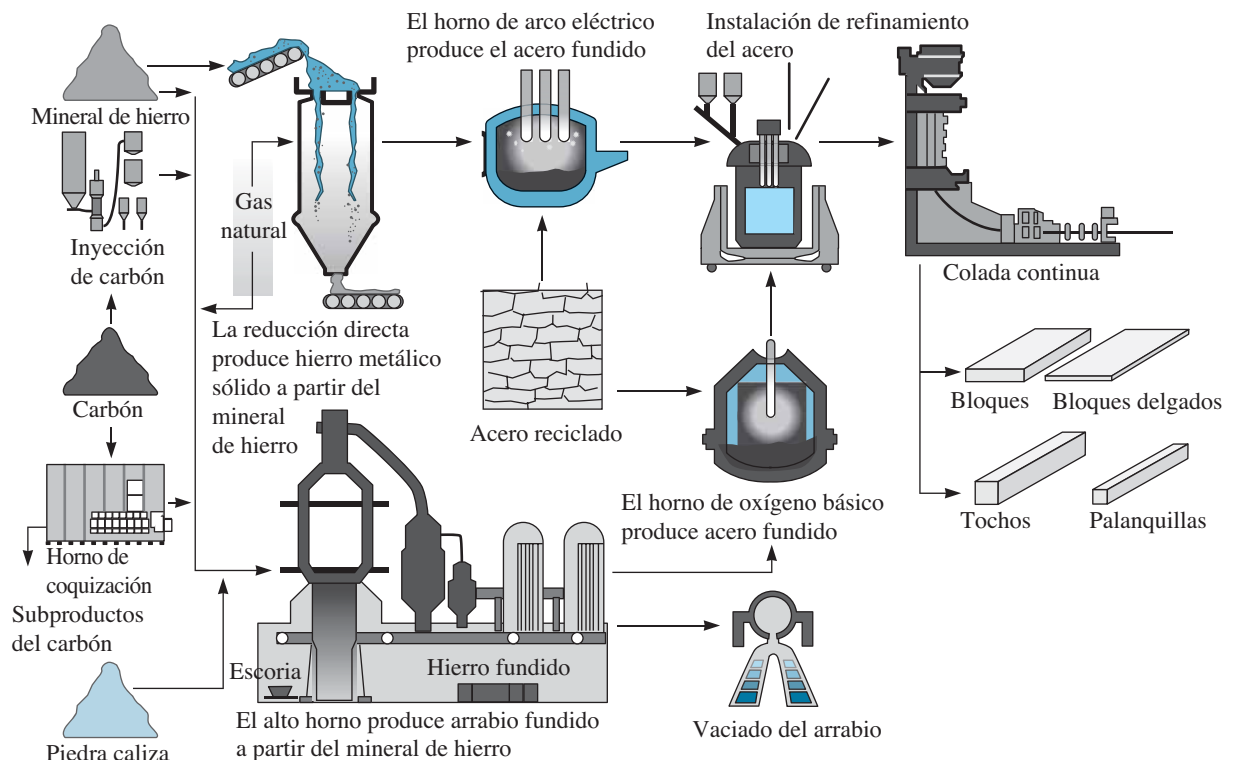 El horno de arco eléctrico
produce el acero fundido
Instalación de refinamiento
del acero
Mineral de hierro
Gas
natural
Inyección
de carbón
Colada continua
La reducción directa
produce hierro metálico
sólido a partir del
mineral
de hierro
Carbón
Acero reciclado
Bloques
Bloques delgados
El horno de oxígeno básico
produce acero fundido
Tochos
Palanquillas
Horno de
coquización
Subproductos
del carbón
Escoria
Hierro fundido
El alto horno produce arrabio fundido
a partir del mineral de hierro
Vaciado del arrabio
Piedra caliza